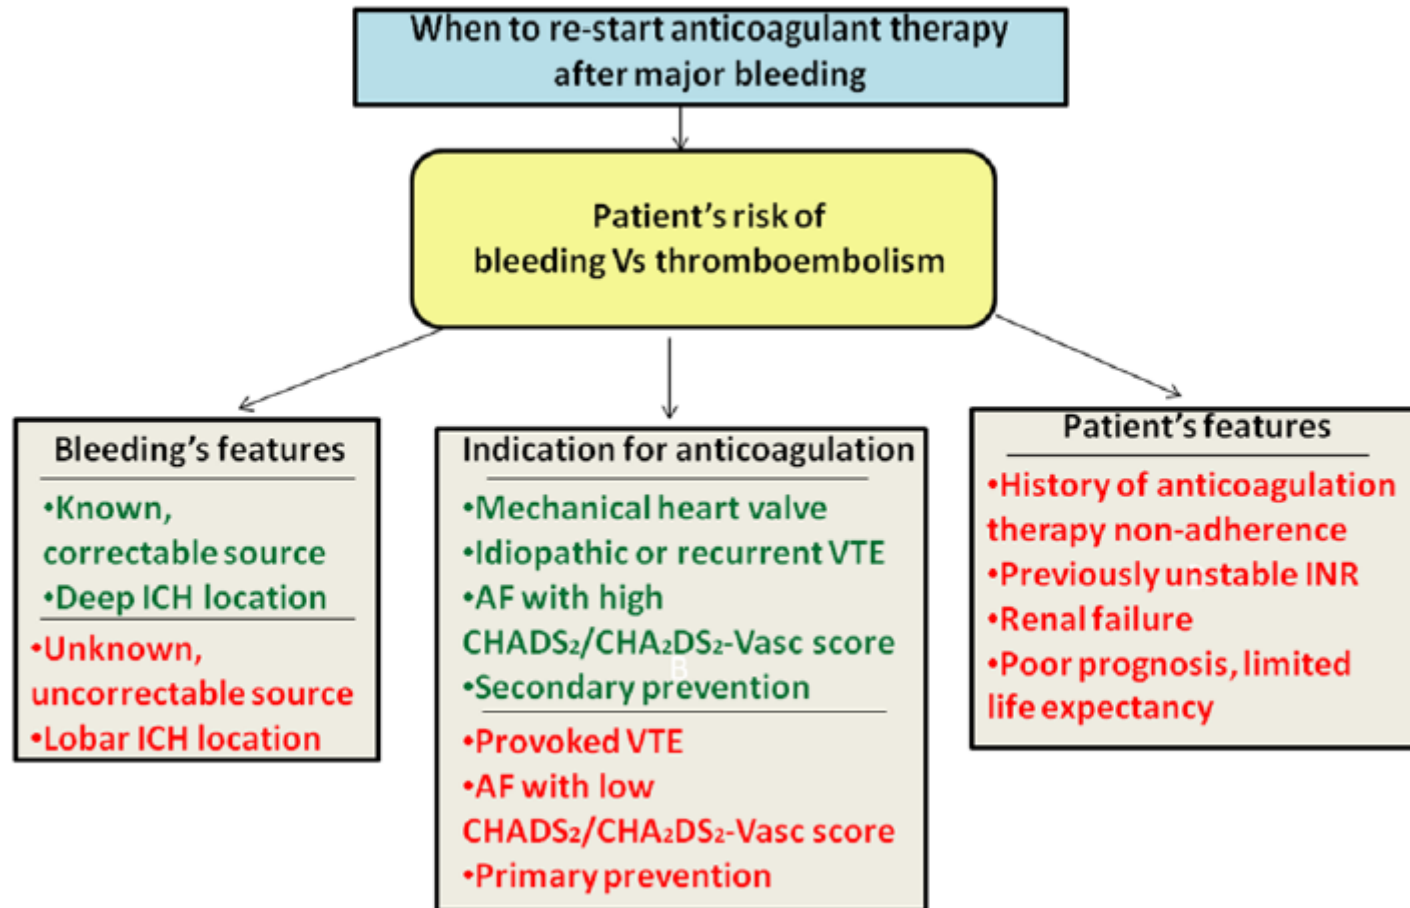 When to re-start anticoagulant therapy
after major bleeding
Patient's risk of
bleeding Vs thromboembolism
Bleeding's features
•Known,
correctable source
•Deep ICH location
•Unknown,
uncorrectable source
•Lobar ICH location
Indication for anticoagulation
•Mechanical heart valve
•Idiopathic or recurrent VTE
•AF with high
CHADS₂/CHA₂DS₂-Vasc score
B
•Secondary prevention
•Provoked VTE
•AF with low
CHADS₂/CHA₂DS₂-Vasc score
•Primary prevention
Patient's features
•History of anticoagulation
therapy non-adherence
•Previously unstable INR
•Renal failure
•Poor prognosis, limited
life expectancy